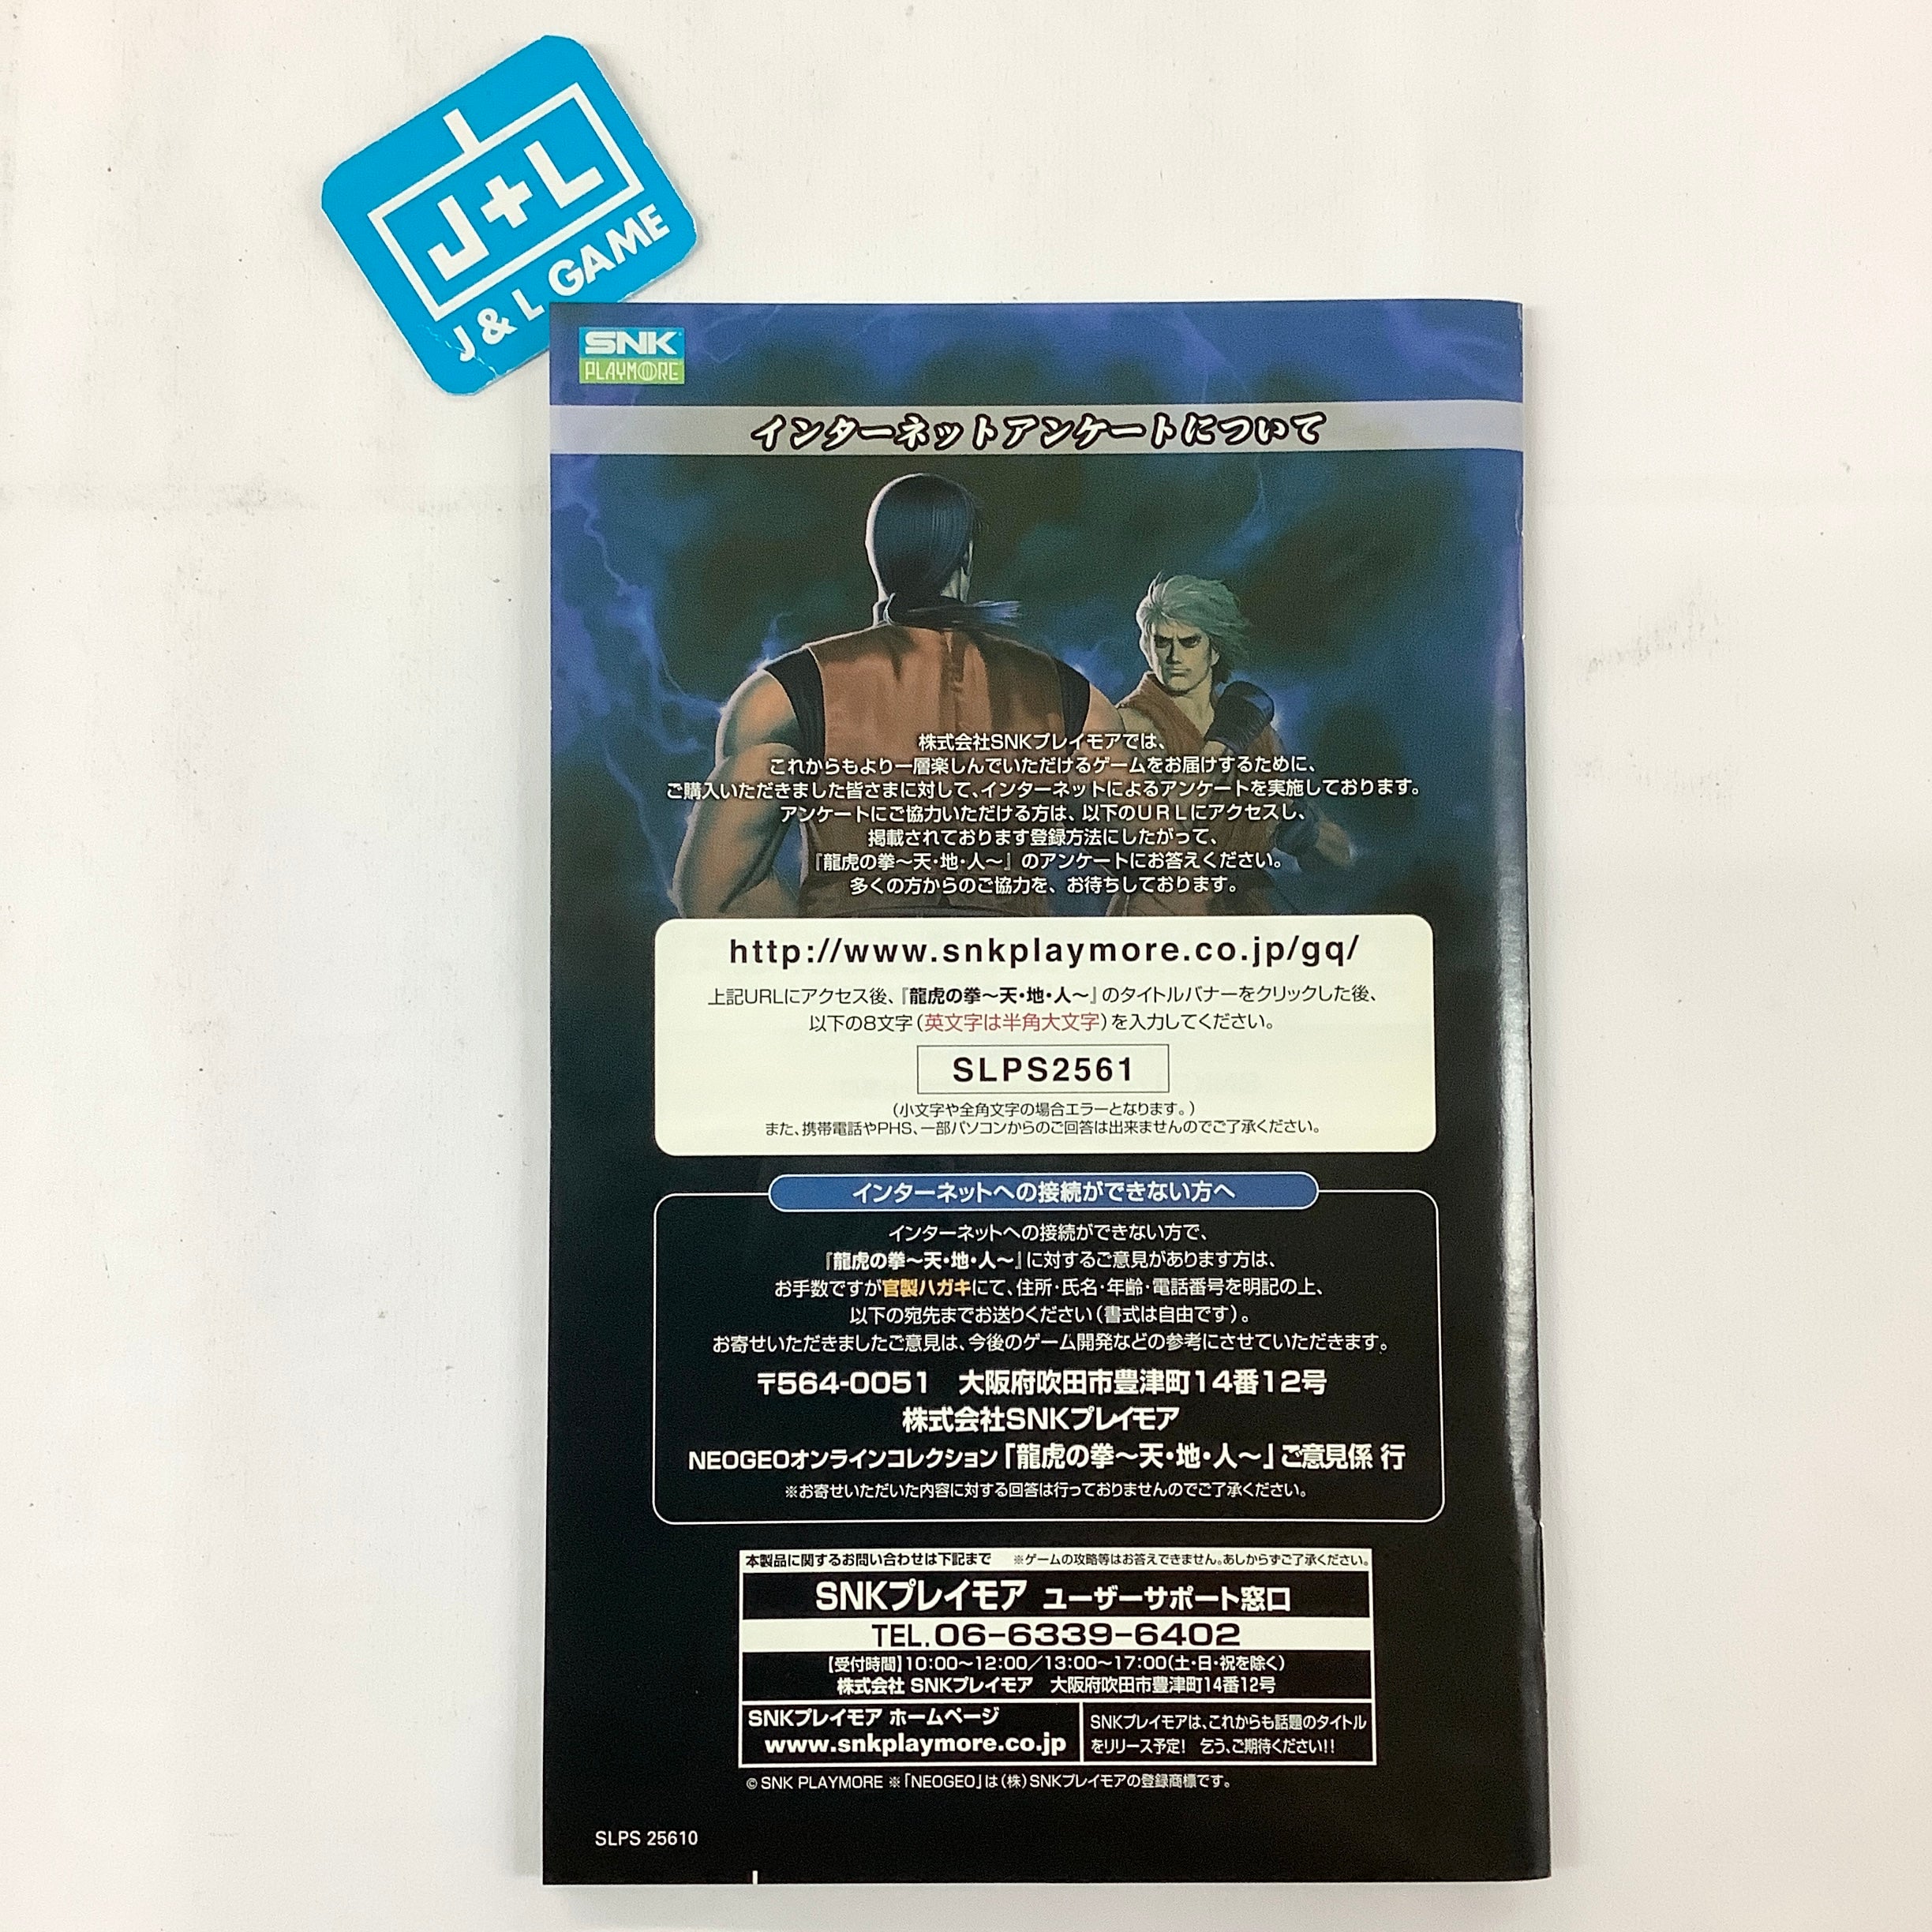 J+L
J & L GAME
SNK
PLAYMORE
インターネットアンケートについて
株式会社SNKプレイモアでは、
これからもより一層楽しんでいただけるゲームをお届けするために、
ご購入いただきました皆さまに対して、インターネットによるアンケートを実施しております。
アンケートにご協力いただける方は、以下のURLにアクセスし、
掲載されております登録方法にしたがって、
『龍虎の拳～天・地・人～』のアンケートにお答えください。
多くの方からのご協力を、お待ちしております。
http://www.snkplaymore.co.jp/gq/
上記URLにアクセス後、『龍虎の拳～天・地・人～』のタイトルバナーをクリックした後、
以下の8文字(英文字は半角大文字)を入力してください。
SLPS2561
(小文字や全角文字の場合エラーとなります。)
また、携帯電話やPHS、一部パソコンからのご回答は出来ませんのでご了承ください。
インターネットへの接続ができない方へ
インターネットへの接続ができない方で、
『龍虎の拳～天・地・人～』に対するご意見があります方は、
お手数ですが官製ハガキにて、住所・氏名・年齢・電話番号を明記の上、
以下の宛先までお送りください(書式は自由です)。
お寄せいただきましたご意見は、今後のゲーム開発などの参考にさせていただきます。
〒564-0051 大阪府吹田市豊津町14番12号
株式会社SNKプレイモア
NEOGEOオンラインコレクション「龍虎の拳～天・地・人～」ご意見係 行
※お寄せいただいた内容に対する回答は行っておりませんのでご了承ください。
本製品に関するお問い合わせは下記まで ※ゲームの攻略等はお答えできません。あしからずご了承ください。
SNKプレイモア ユーザーサポート窓口
TEL.06-6339-6402
【受付時間】10:00～12:00/13:00～17:00(土・日・祝を除く)
株式会社 SNKプレイモア 大阪府吹田市豊津町14番12号
SNKプレイモア ホームページ
www.snkplaymore.co.jp
SNKプレイモアは、これからも話題のタイトル
をリリース予定! 乞う、ご期待ください!!
© SNK PLAYMORE ※「NEOGEO」は(株)SNKプレイモアの登録商標です。
SLPS 25610